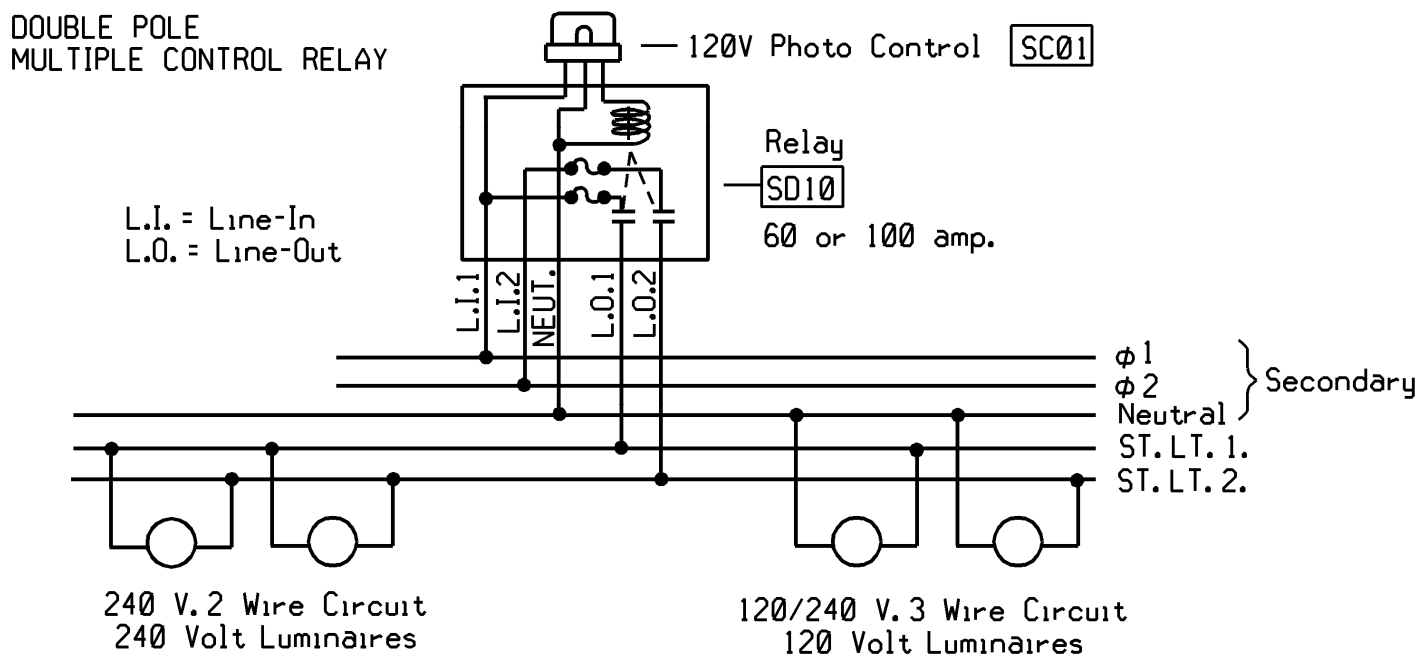 DOUBLE POLE
MULTIPLE CONTROL RELAY
120V Photo Control SC01
Relay
SD10
60 or 100 amp.
L.I. = Line-In
L.O. = Line-Out
L.I.1
L.I.2
NEUT.
L.O.1
L.O.2
ϕ1
ϕ2
Secondary
Neutral
ST. LT. 1.
ST. LT. 2.
240 V. 2 Wire Circuit
240 Volt Luminaires
120/240 V. 3 Wire Circuit
120 Volt Luminaires